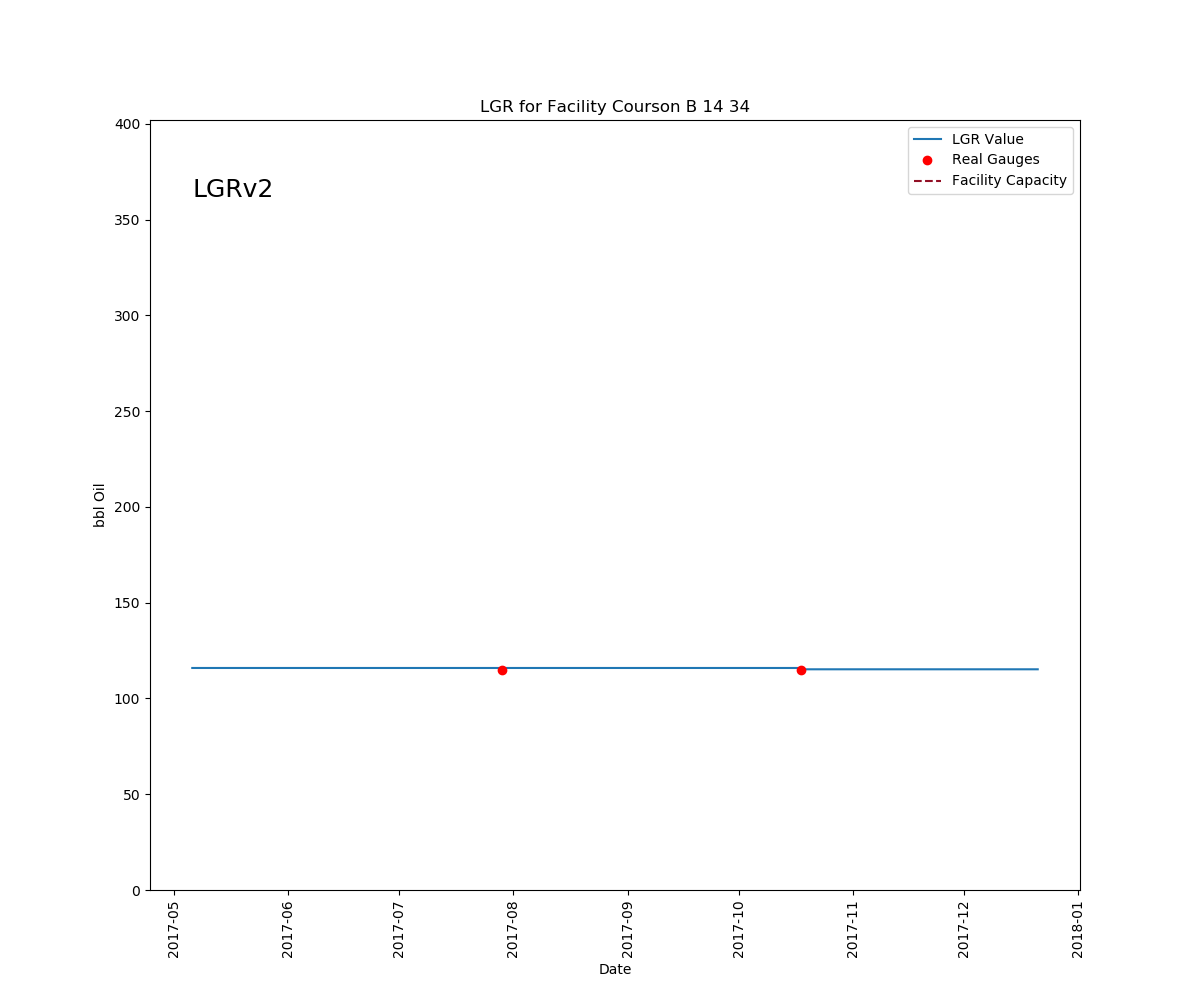 LGR for Facility Courson B 14 34
LGRv2
LGR Value
Real Gauges
Facility Capacity
400
350
300
250
200
150
100
50
0
bbl Oil
2017-05
2017-06
2017-07
2017-08
2017-09
2017-10
2017-11
2017-12
2018-01
Date